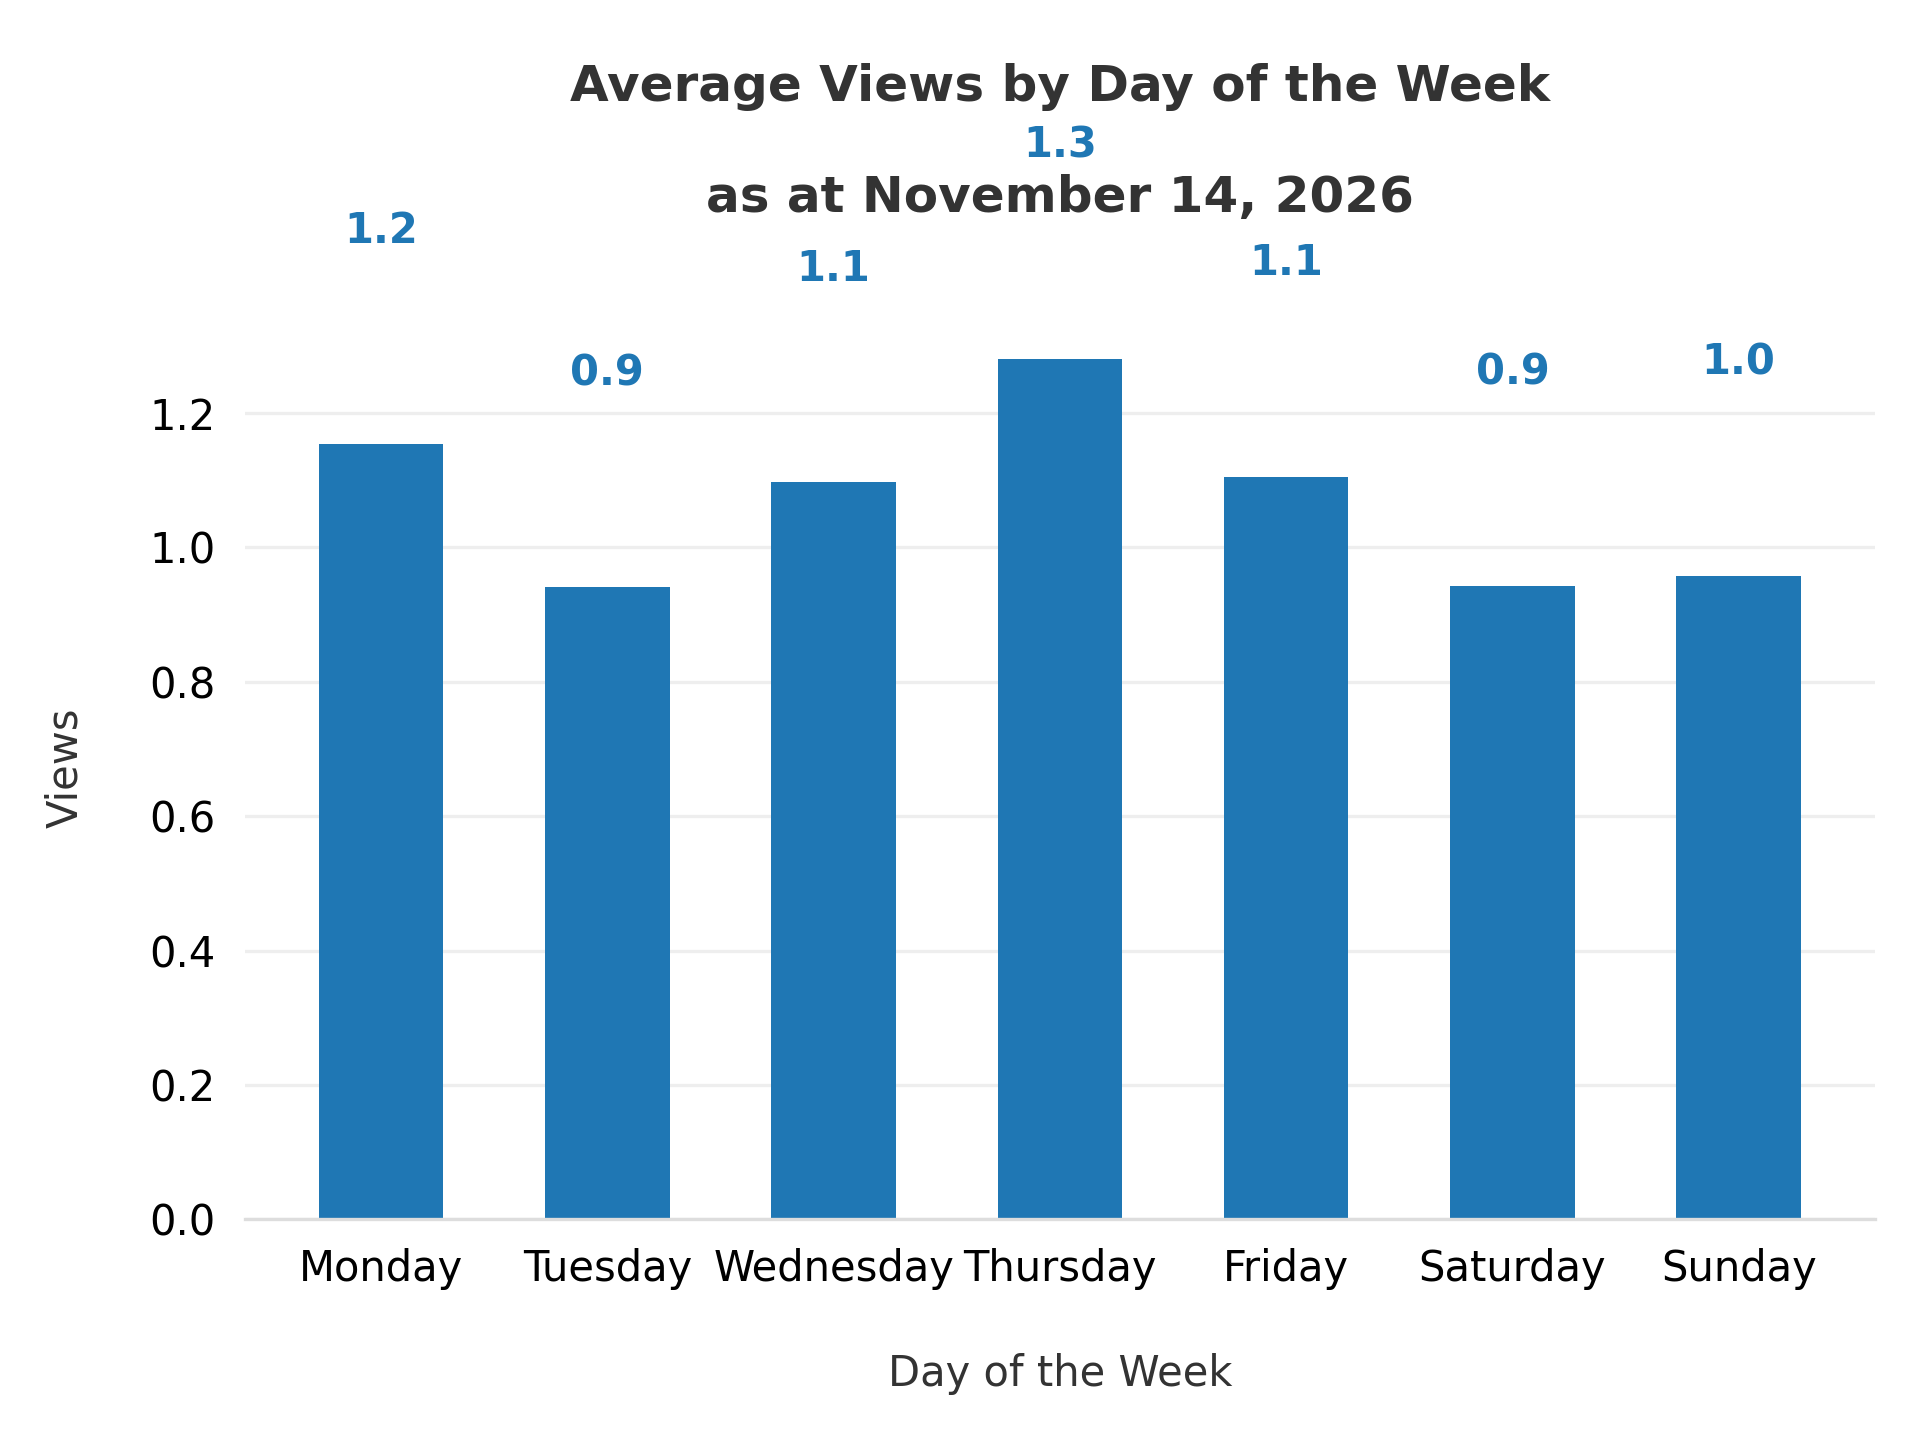 Average Views by Day of the Week
1.3
as at November 14, 2026
1.2
1.1
1.1
0.9
0.9
1.0
1.2
1.0
0.8
0.6
0.4
0.2
0.0
Views
Monday Tuesday Wednesday Thursday Friday Saturday Sunday
Day of the Week